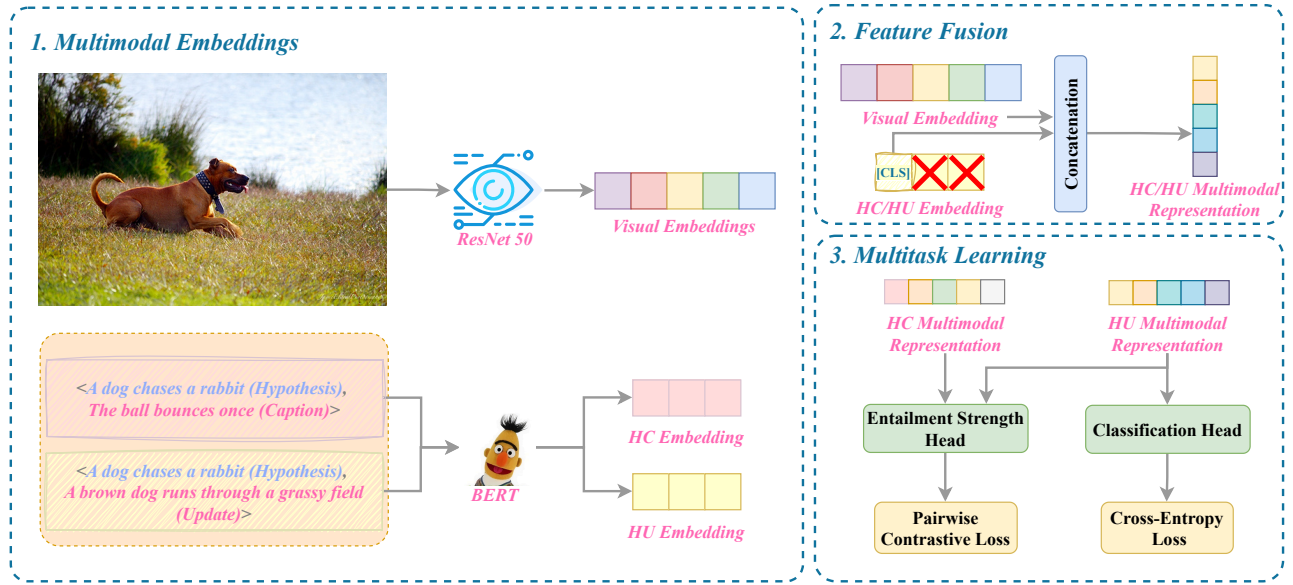 1. Multimodal Embeddings
ResNet 50
Visual Embeddings
<A dog chases a rabbit (Hypothesis),
The ball bounces once (Caption)>
<A dog chases a rabbit (Hypothesis),
A brown dog runs through a grassy field
(Update)>
BERT
HC Embedding
HU Embedding
2. Feature Fusion
Visual Embedding
[CLS]
HC/HU Embedding
Concatenation
HC/HU Multimodal
Representation
3. Multitask Learning
HC Multimodal
Representation
HU Multimodal
Representation
Entailment Strength
Head
Classification Head
Pairwise
Contrastive Loss
Cross-Entropy
Loss